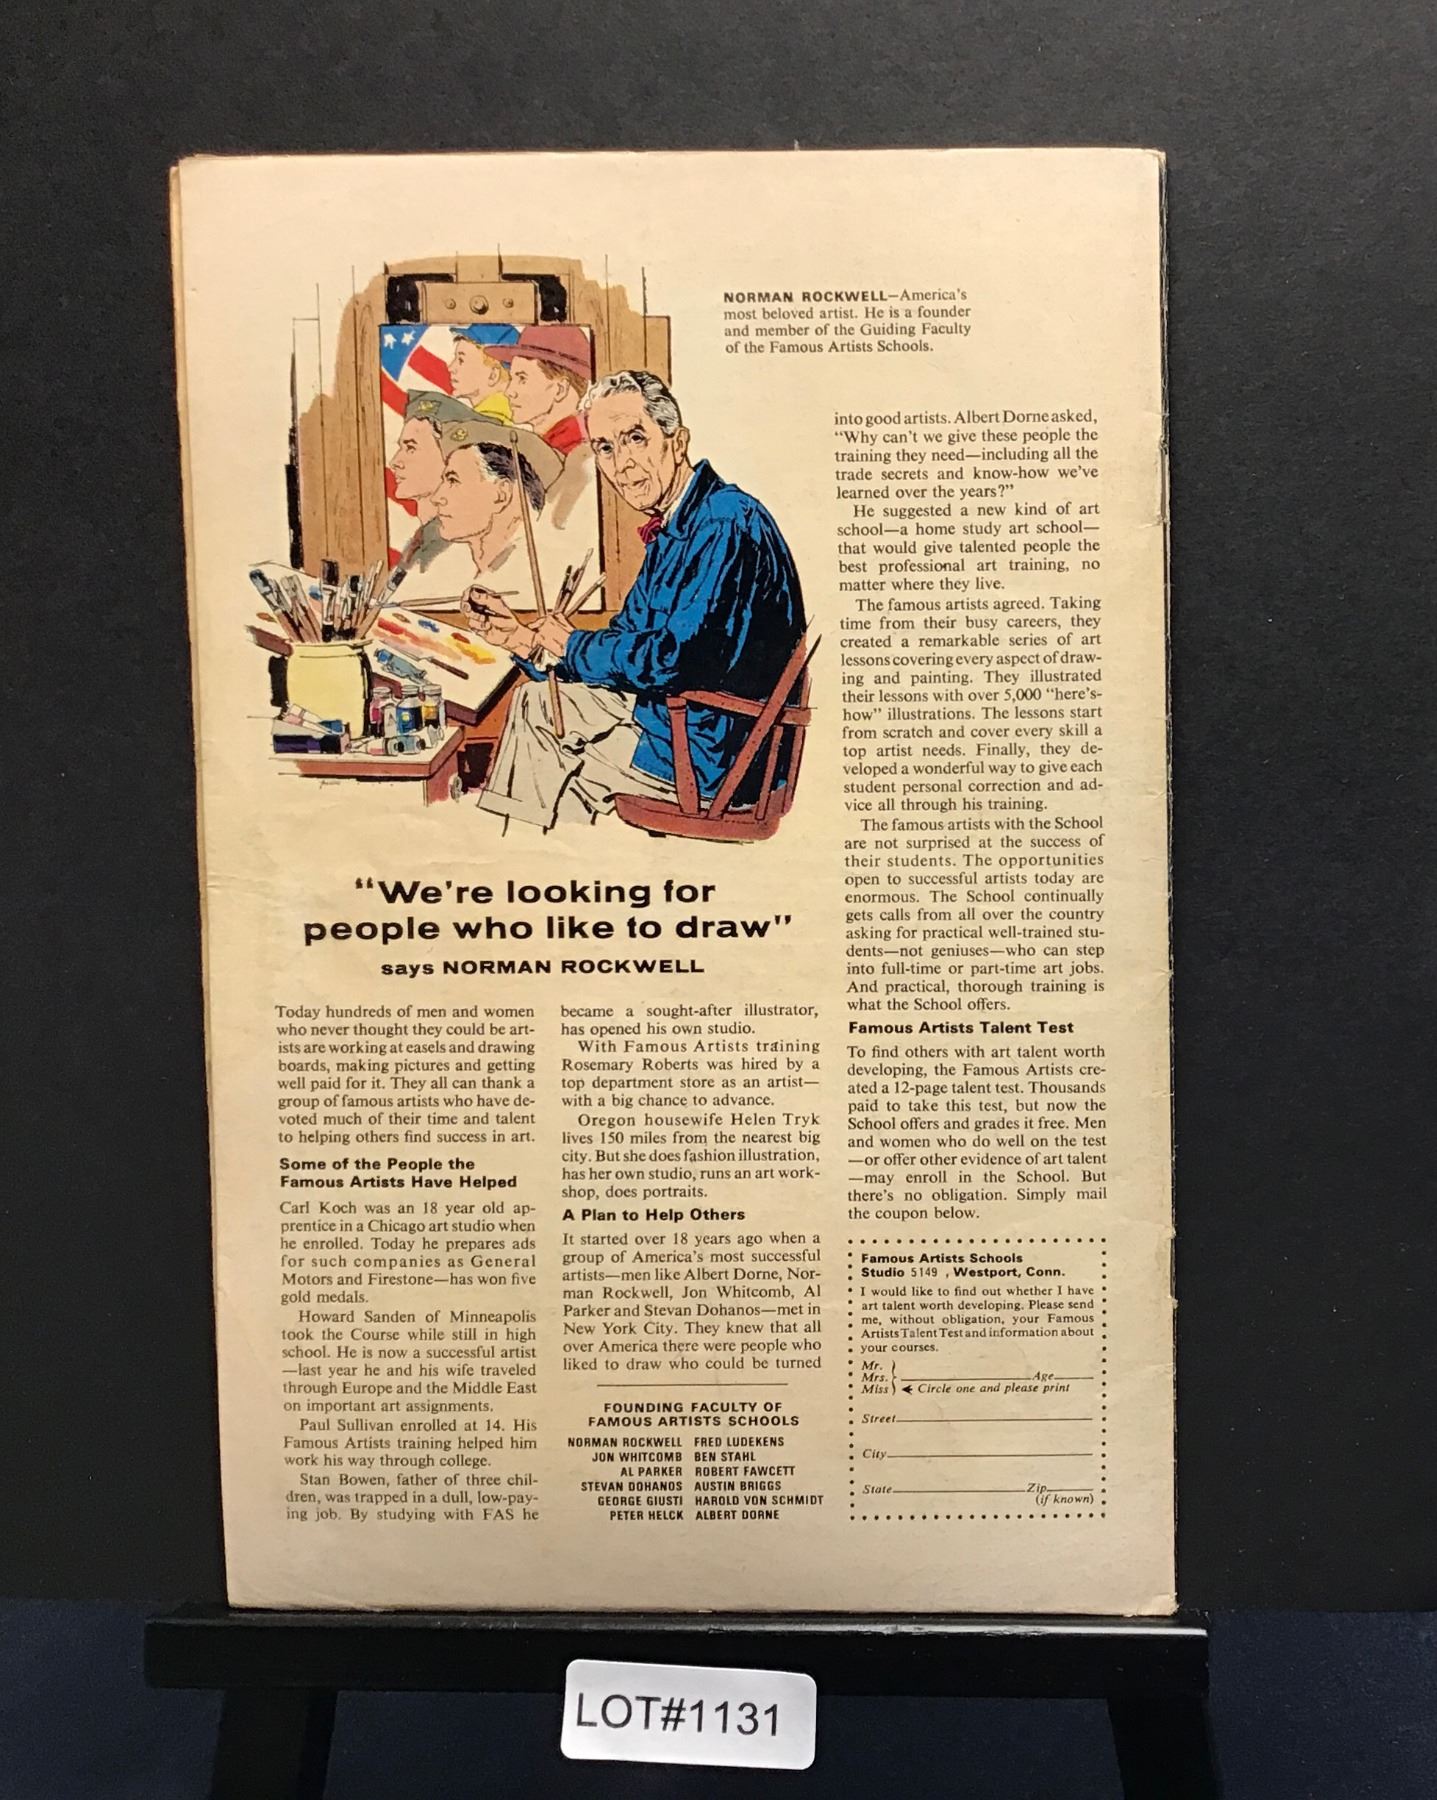 NORMAN ROCKWELL—America's
most beloved artist. He is a founder
and member of the Guiding Faculty
of the Famous Artists Schools.
"We're looking for
people who like to draw"
says NORMAN ROCKWELL
Today hundreds of men and women
who never thought they could be art-
ists are working at easels and drawing
boards, making pictures and getting
well paid for it. They all can thank a
group of famous artists who have de-
voted much of their time and talent
to helping others find success in art.
Some of the People the
Famous Artists Have Helped
Carl Koch was an 18 year old ap-
prentice in a Chicago art studio when
he enrolled. Today he prepares ads
for such companies as General
Motors and Firestone—has won five
gold medals.
Howard Sanden of Minneapolis
took the Course while still in high
school. He is now a successful artist
—last year he and his wife traveled
through Europe and the Middle East
on important art assignments.
Paul Sullivan enrolled at 14. His
Famous Artists training helped him
work his way through college.
Stan Bowen, father of three chil-
dren, was trapped in a dull, low-pay-
ing job. By studying with FAS he
became a sought-after illustrator,
has opened his own studio.
With Famous Artists training
Rosemary Roberts was hired by a
top department store as an artist—
with a big chance to advance.
Oregon housewife Helen Tryk
lives 150 miles from the nearest big
city. But she does fashion illustration,
has her own studio, runs an art work-
shop, does portraits.
A Plan to Help Others
It started over 18 years ago when a
group of America's most successful
artists—men like Albert Dorne, Nor-
man Rockwell, Jon Whitcomb, Al
Parker and Stevan Dohanos—met in
New York City. They knew that all
over America there were people who
liked to draw who could be turned
FOUNDING FACULTY OF
FAMOUS ARTISTS SCHOOLS
NORMAN ROCKWELL FRED LUDEKENS
JON WHITCOMB BEN STAHL
AL PARKER ROBERT FAWCETT
STEVAN DOHANOS AUSTIN BRIGGS
GEORGE GIUSTI HAROLD VON SCHMIDT
PETER HELCK ALBERT DORNE
into good artists. Albert Dorne asked,
"Why can't we give these people the
training they need—including all the
trade secrets and know-how we've
learned over the years?"
He suggested a new kind of art
school—a home study art school—
that would give talented people the
best professional art training, no
matter where they live.
The famous artists agreed. Taking
time from their busy careers, they
created a remarkable series of art
lessons covering every aspect of draw-
ing and painting. They illustrated
their lessons with over 5,000 "here's-
how" illustrations. The lessons start
from scratch and cover every skill a
top artist needs. Finally, they de-
veloped a wonderful way to give each
student personal correction and ad-
vice all through his training.
The famous artists with the School
are not surprised at the success of
their students. The opportunities
open to successful artists today are
enormous. The School continually
gets calls from all over the country
asking for practical well-trained stu-
dents—not geniuses—who can step
into full-time or part-time art jobs.
And practical, thorough training is
what the School offers.
Famous Artists Talent Test
To find others with art talent worth
developing, the Famous Artists cre-
ated a 12-page talent test. Thousands
paid to take this test, but now the
School offers and grades it free. Men
and women who do well on the test
—or offer other evidence of art talent
—may enroll in the School. But
there's no obligation. Simply mail
the coupon below.
Famous Artists Schools
Studio 5149 , Westport, Conn.
I would like to find out whether I have
art talent worth developing. Please send
me, without obligation, your Famous
Artists Talent Test and information about
your courses.
Mr.
Mrs. Age
Miss Circle one and please print
Street
City
State Zip
(if known)
LOT#1131